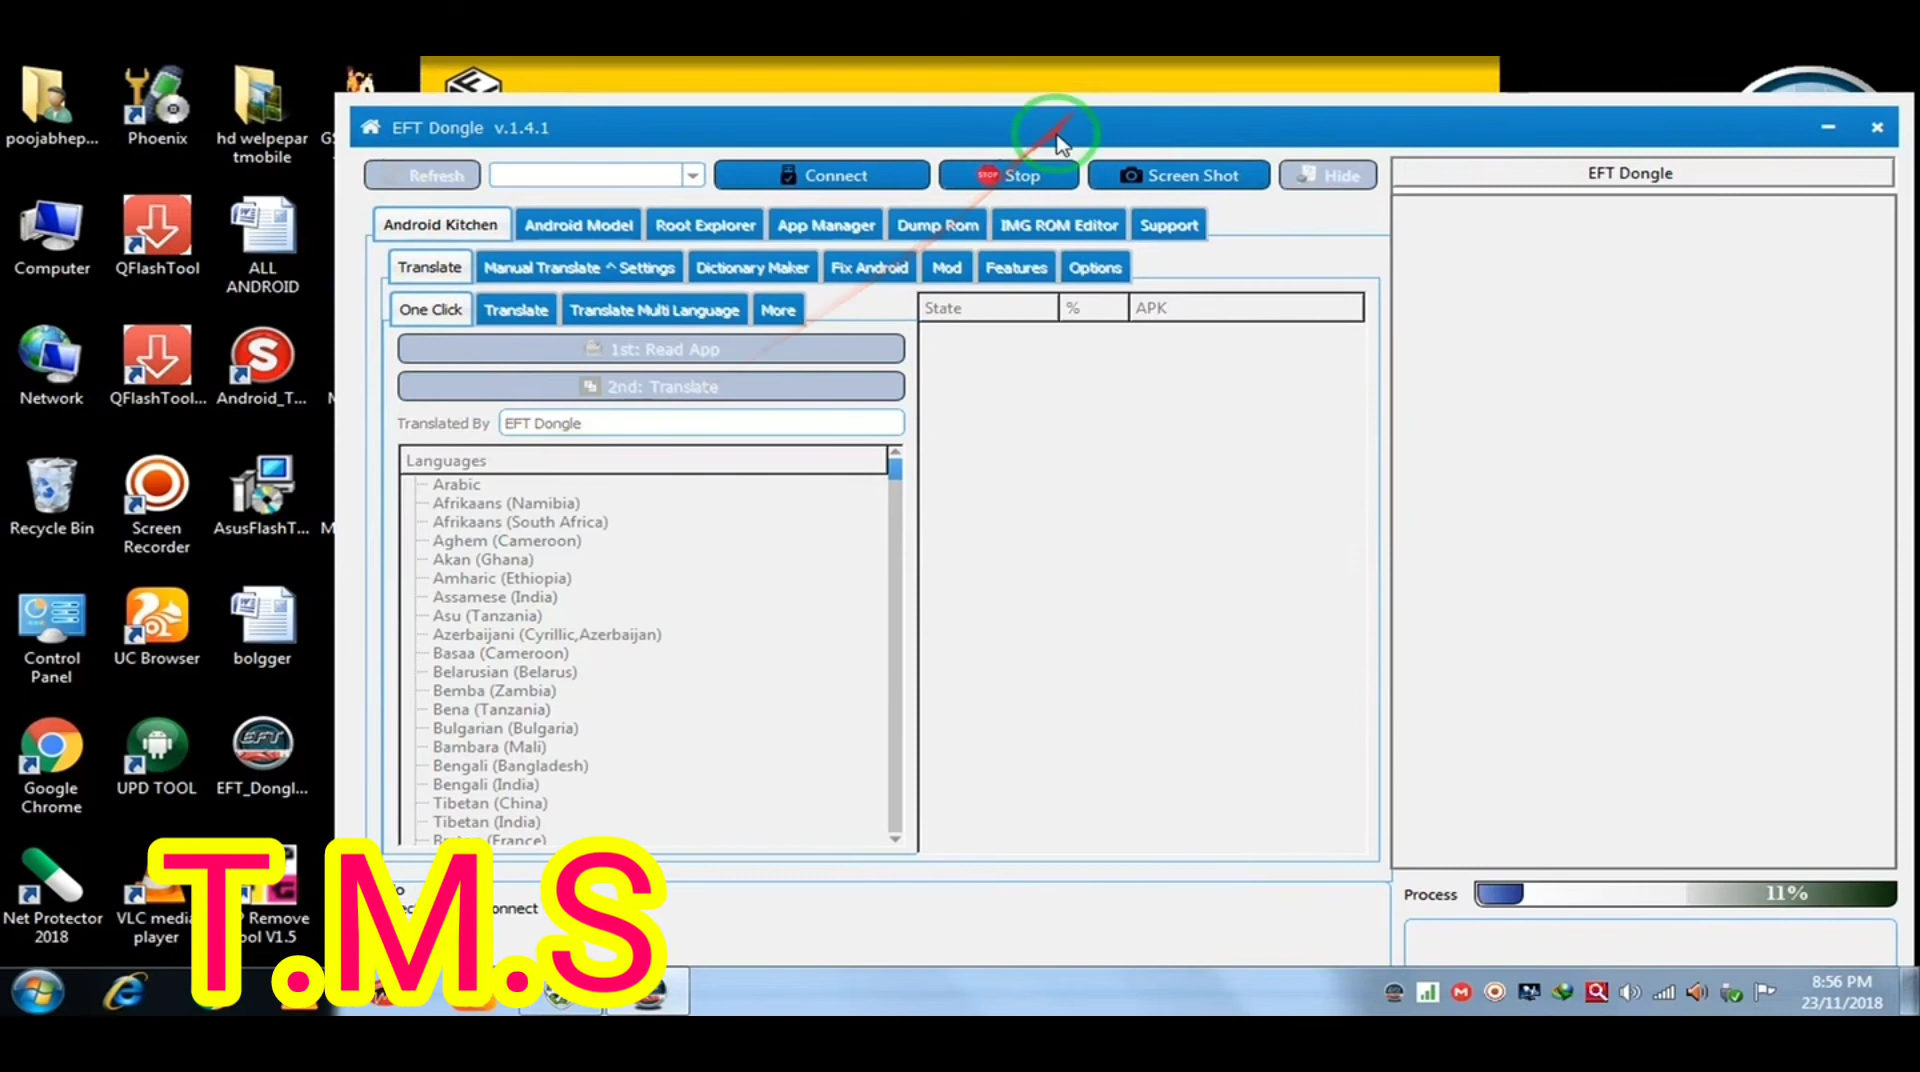 poojabhep...
Phoenix
hd welpepar
tmobile
Computer
QFlashTool
ALL
ANDROID
Network
QFlashTool...
Android_T...
Recycle Bin
Screen
Recorder
AsusFlashT...
Control
Panel
UC Browser
bolgger
Google
Chrome
UPD TOOL
EFT_Dongl...
Net Protector
2018
VLC medi
player
Remove
ool V1.5
EFT Dongle v.1.4.1
Refresh
Connect
STOP Stop
Screen Shot
Hide
EFT Dongle
Android Kitchen
Android Model
Root Explorer
App Manager
Dump Rom
IMG ROM Editor
Support
Translate
Manual Translate ^ Settings
Dictionary Maker
Fix Android
Mod
Features
Options
One Click
Translate
Translate Multi Language
More
State
%
APK
1st: Read App
2nd: Translate
Translated By EFT Dongle
Languages
Arabic
Afrikaans (Namibia)
Afrikaans (South Africa)
Aghem (Cameroon)
Akan (Ghana)
Amharic (Ethiopia)
Assamese (India)
Asu (Tanzania)
Azerbaijani (Cyrillic,Azerbaijan)
Basaa (Cameroon)
Belarusian (Belarus)
Bemba (Zambia)
Bena (Tanzania)
Bulgarian (Bulgaria)
Bambara (Mali)
Bengali (Bangladesh)
Bengali (India)
Tibetan (China)
Tibetan (India)
(France)
Process
11%
T.M.S
8:56 PM
23/11/2018